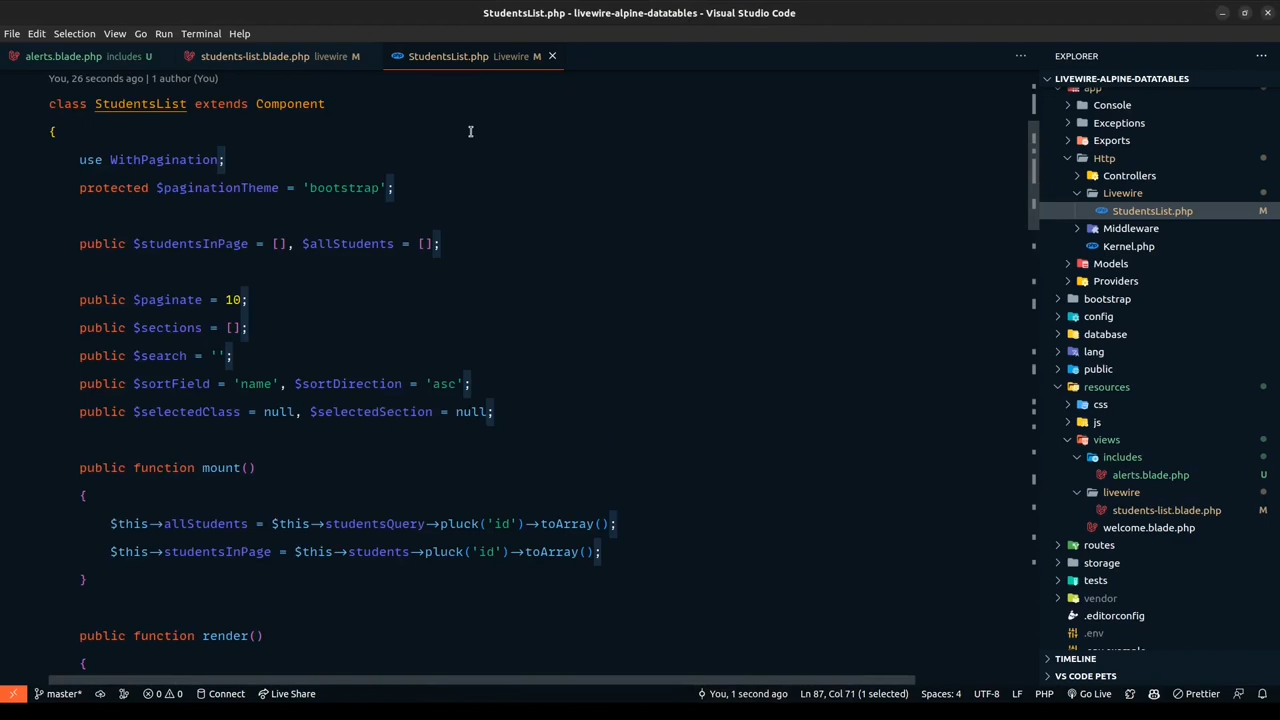 StudentsList.php - livewire-alpine-datatables - Visual Studio Code
File Edit Selection View Go Run Terminal Help
alerts.blade.php includes U
students-list.blade.php livewire M
StudentsList.php Livewire M
You, 26 seconds ago | 1 author (You)
class StudentsList extends Component
{
use WithPagination;
protected $paginationTheme = 'bootstrap';
public $studentsInPage = [], $allStudents = [];
public $paginate = 10;
public $sections = [];
public $search = '';
public $sortField = 'name', $sortDirection = 'asc';
public $selectedClass = null, $selectedSection = null;
public function mount()
{
$this->allStudents = $this->studentsQuery->pluck('id')->toArray();
$this->studentsInPage = $this->students->pluck('id')->toArray();
}
public function render()
{
EXPLORER
LIVEWIRE-ALPINE-DATATABLES
app
Console
Exceptions
Exports
Http
Controllers
Livewire
StudentsList.php M
Middleware
Kernel.php
Models
Providers
bootstrap
config
database
lang
public
resources
css
js
views
includes
alerts.blade.php U
livewire
students-list.blade.php M
welcome.blade.php
routes
storage
tests
vendor
.editorconfig
.env
.env.example
TIMELINE
VS CODE PETS
master* 0 0 Connect Live Share
You, 1 second ago Ln 87, Col 71 (1 selected) Spaces: 4 UTF-8 LF PHP Go Live Prettier